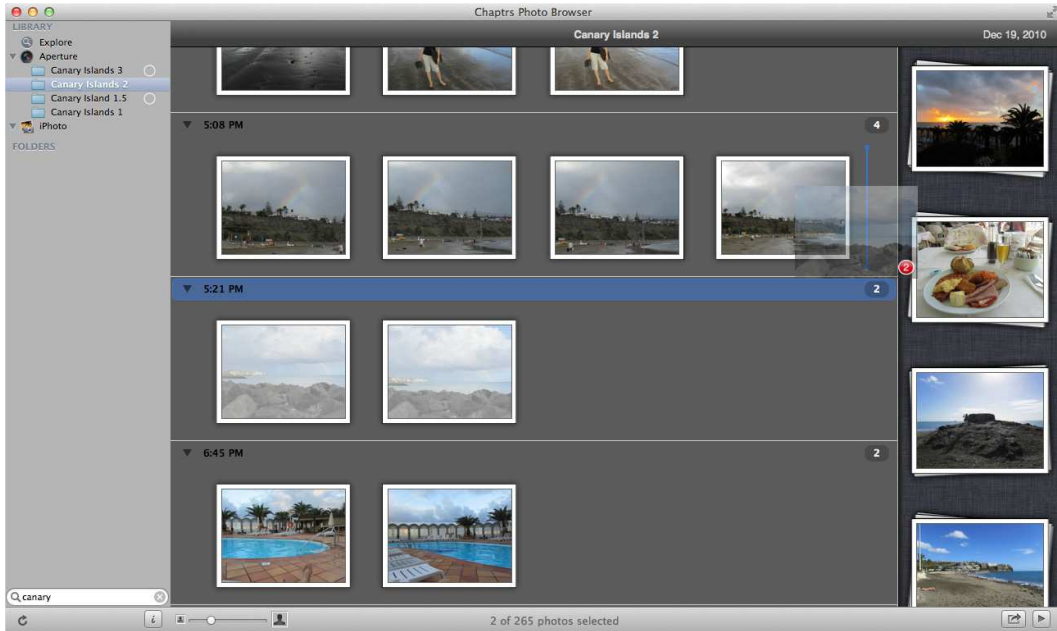 Chaptrs Photo Browser
LIBRARY
Explore
Aperture
Canary Islands 3
Canary Islands 2
Canary Island 1.5
Canary Islands 1
iPhoto
FOLDERS
Canary Islands 2
Dec 19, 2010
5:08 PM
4
2
5:21 PM
2
6:45 PM
2
canary
i
2 of 265 photos selected